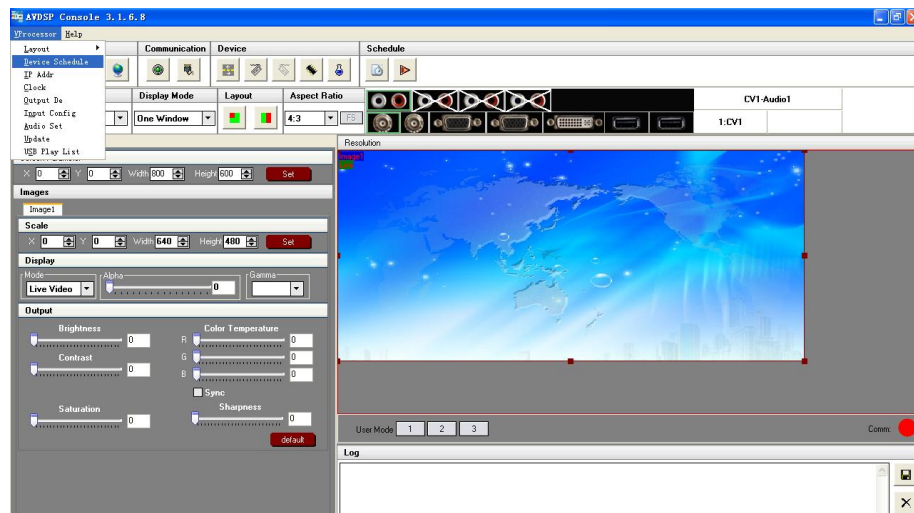 AVDSP Console 3.1.6.8
VProcessor Help
Layout
Device Schedule
IP Addr
Clock
Output De
Input Config
Audio Set
Update
USB Play List
Communication Device Schedule
Display Mode Layout Aspect Ratio
One Window 4:3 FS
CV1-Audio1
1:CV1
Resolution
X 0 Y 0 Width 800 Height 600 Set
Images
Image1
Scale
X 0 Y 0 Width 640 Height 480 Set
Display
Mode Alpha Gamma
Live Video 0
Output
Brightness Color Temperature
0 R 0
Contrast G 0
0 B 0
Sync
Saturation Sharpness
0 0
default
Image1
User Mode 1 2 3 Comm:
Log